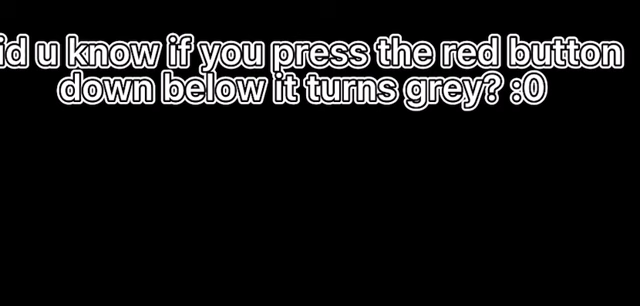 id u know if you press the red button
down below it turns grey? :0